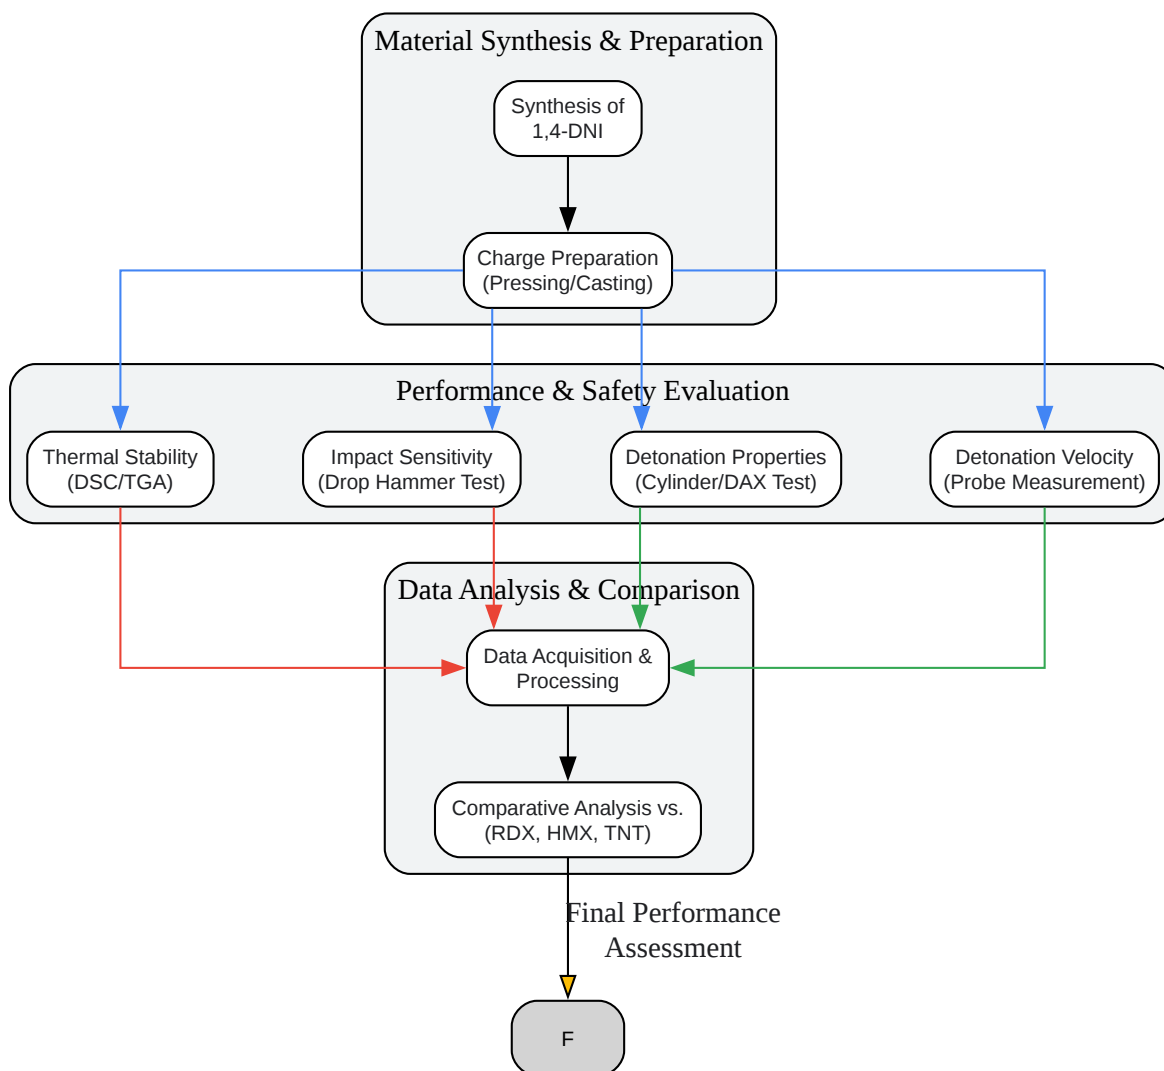 Material Synthesis & Preparation
Synthesis of
1,4-DNI
Charge Preparation
(Pressing/Casting)
Performance & Safety Evaluation
Thermal Stability
(DSC/TGA)
Impact Sensitivity
(Drop Hammer Test)
Detonation Properties
(Cylinder/DAX Test)
Detonation Velocity
(Probe Measurement)
Data Analysis & Comparison
Data Acquisition &
Processing
Comparative Analysis vs.
(RDX, HMX, TNT)
Final Performance
Assessment
F